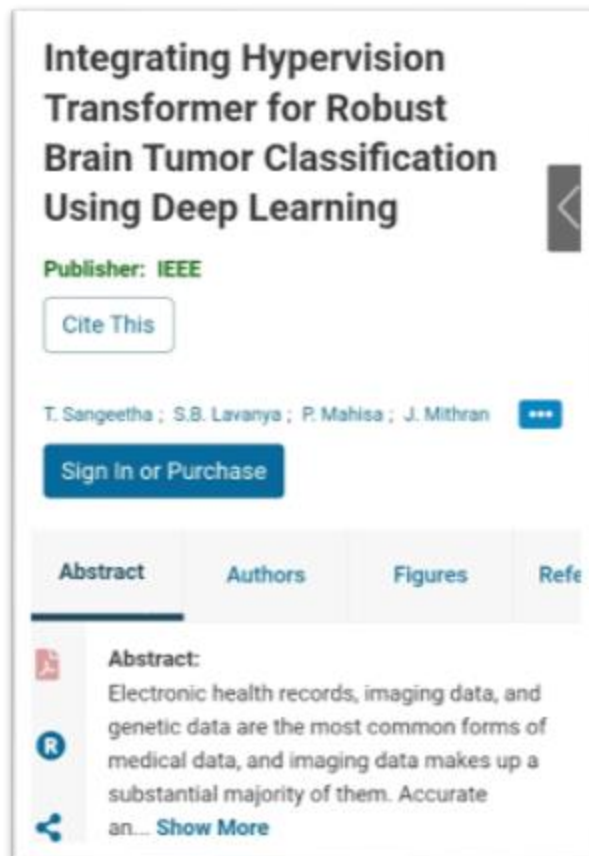 Integrating Hypervision
Transformer for Robust
Brain Tumor Classification
Using Deep Learning
Publisher: IEEE
Cite This
T. Sangeetha ; S.B. Lavanya ; P. Mahisa ; J. Mithran
Sign In or Purchase
Abstract Authors Figures Refe
Abstract:
Electronic health records, imaging data, and
genetic data are the most common forms of
medical data, and imaging data makes up a
substantial majority of them. Accurate
an... Show More
R